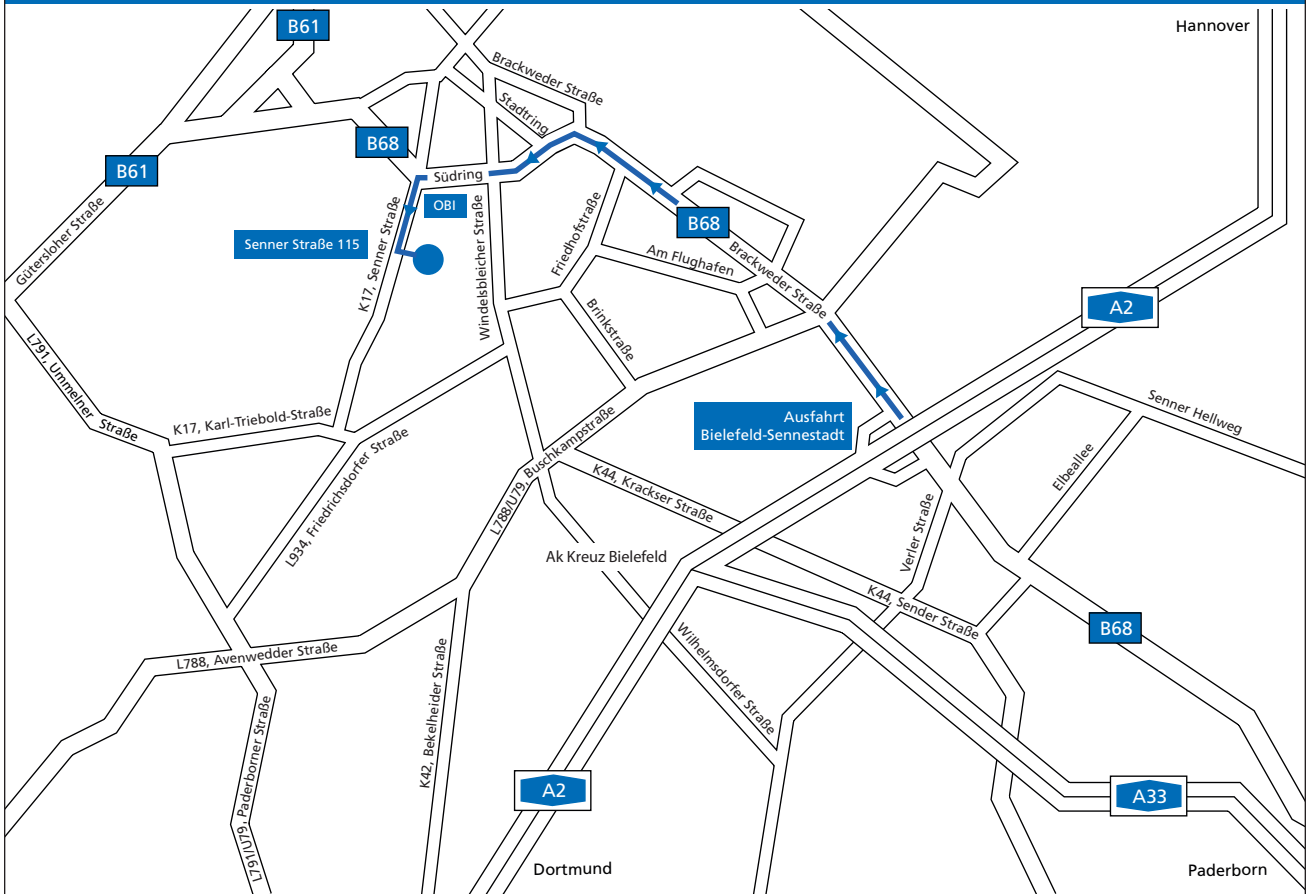 B61
Hannover
Brackweder Straße
Stadtring
B68
B61
Südring
OBI
B68
Senner Straße 115
Gütersloher Straße
K17, Senner Straße
Windelsbleicher Straße
Friedhofstraße
Am Flughafen
Brackweder Straße
A2
Brinkstraße
L791, Ummelner Straße
K17, Karl-Triebold-Straße
Ausfahrt
Bielefeld-Sennestadt
Senner Hellweg
L934, Friedrichsdorfer Straße
L788/U79, Buschkampstraße
K44, Krackser Straße
Elbeallee
Verler Straße
Ak Kreuz Bielefeld
K44, Sender Straße
B68
L788, Avenwedder Straße
Wilhelmsdorfer Straße
K42, Bekelheider Straße
L791/U79, Paderborner Straße
A2
A33
Dortmund
Paderborn